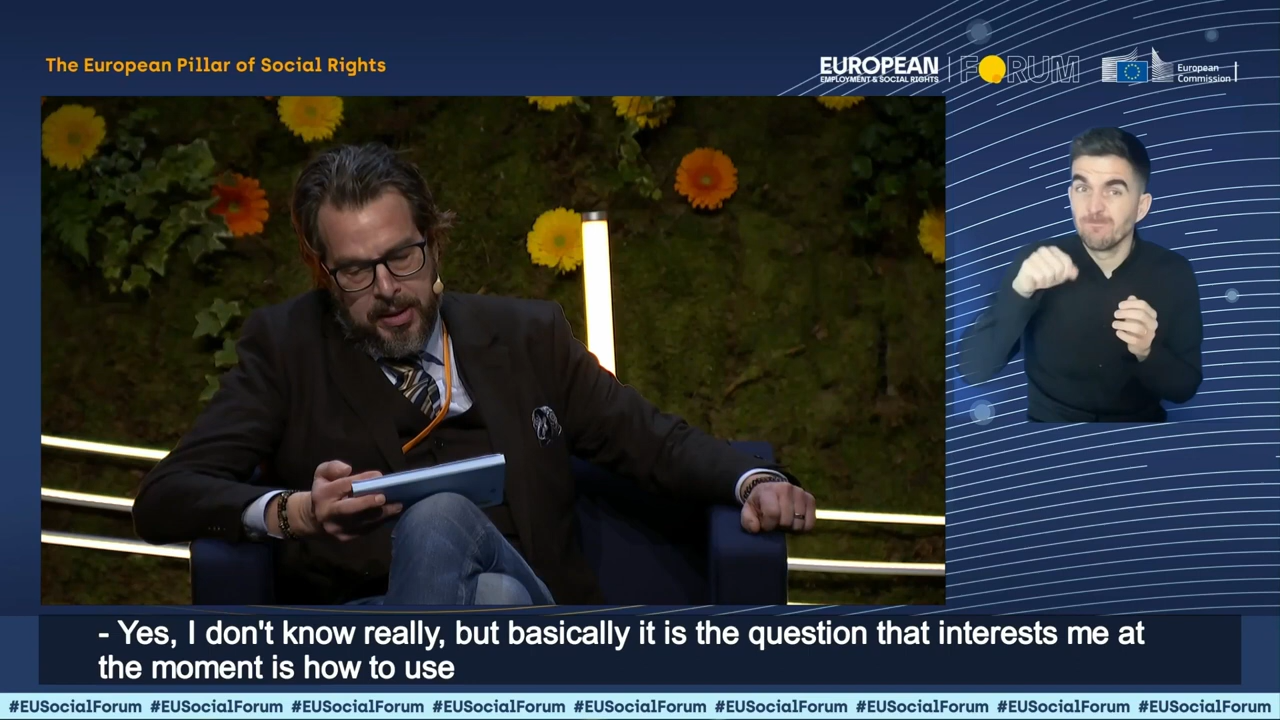 The European Pillar of Social Rights
EUROPEAN
EMPLOYMENT & SOCIAL RIGHTS
FORUM
European
Commission
- Yes, I don't know really, but basically it is the question that interests me at
the moment is how to use
#EUSocialForum #EUSocialForum #EUSocialForum #EUSocialForum #EUSocialForum #EUSocialForum #EUSocialForum #EUSocialForum #EUSocialForum